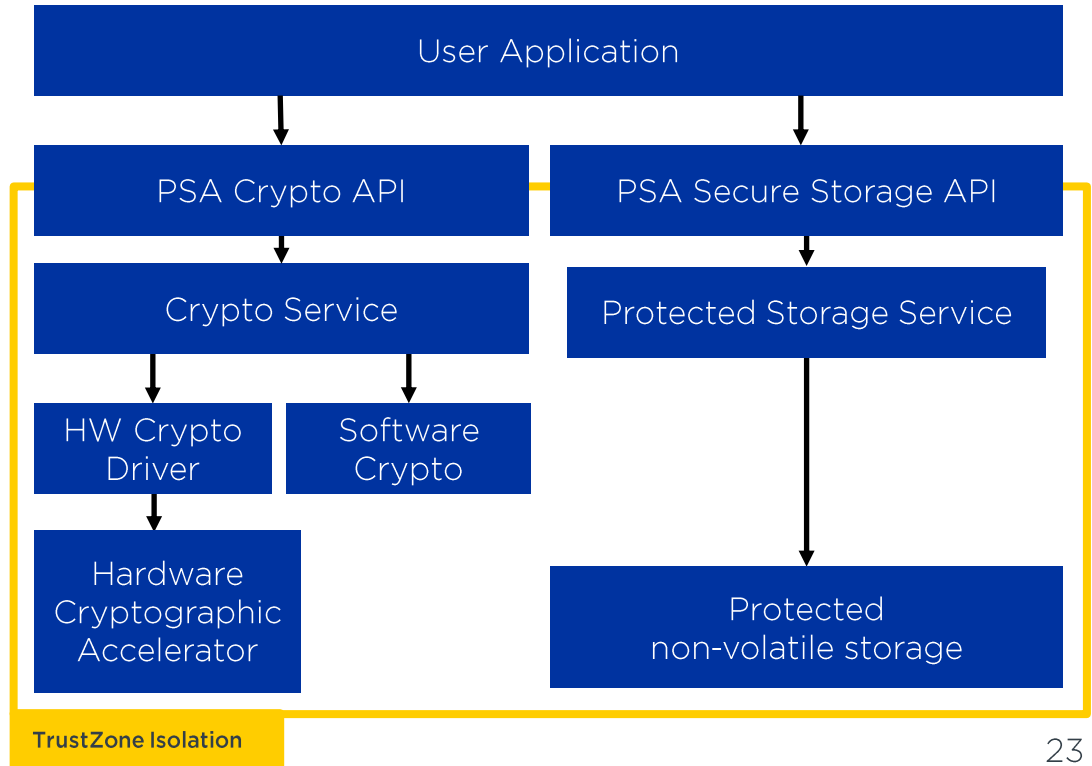 User Application
PSA Crypto API
PSA Secure Storage API
Crypto Service
Protected Storage Service
HW Crypto
Driver
Software
Crypto
Hardware
Cryptographic
Accelerator
Protected
non-volatile storage
TrustZone Isolation
23